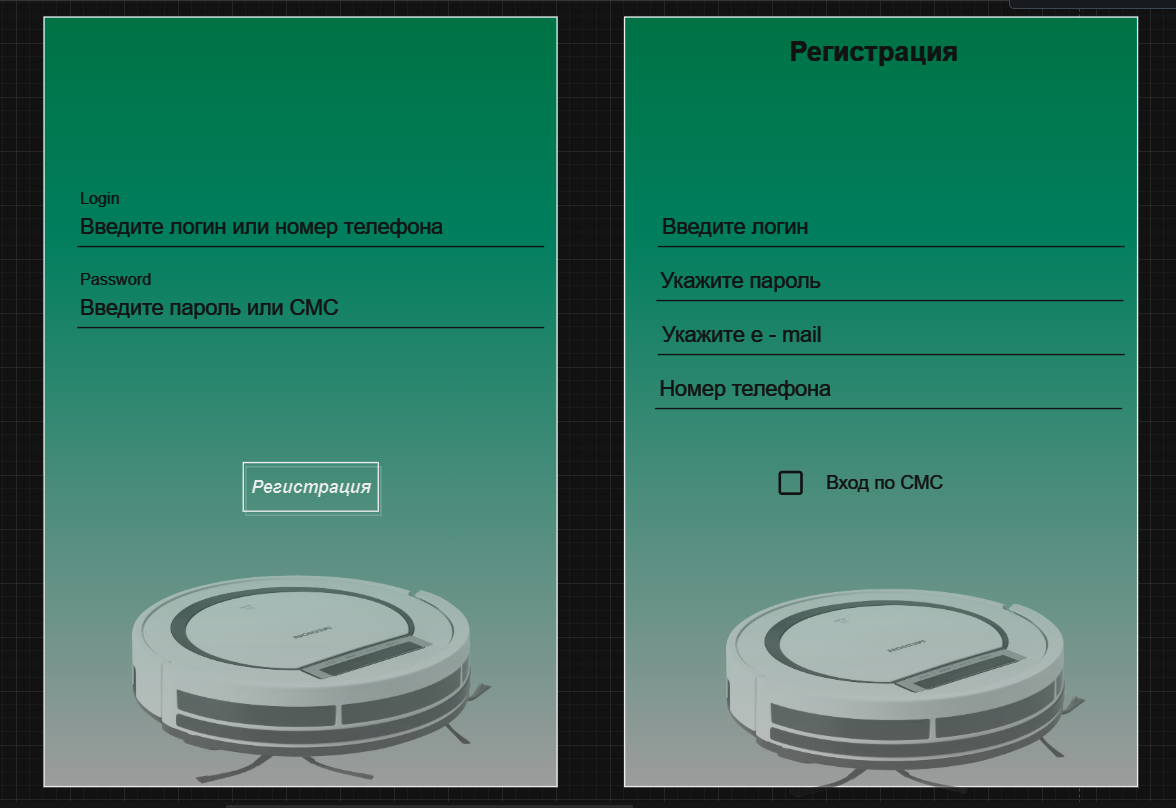 Login
Введите логин или номер телефона
Password
Введите пароль или СМС
Регистрация
Регистрация
Введите логин
Укажите пароль
Укажите e - mail
Номер телефона
Вход по СМС